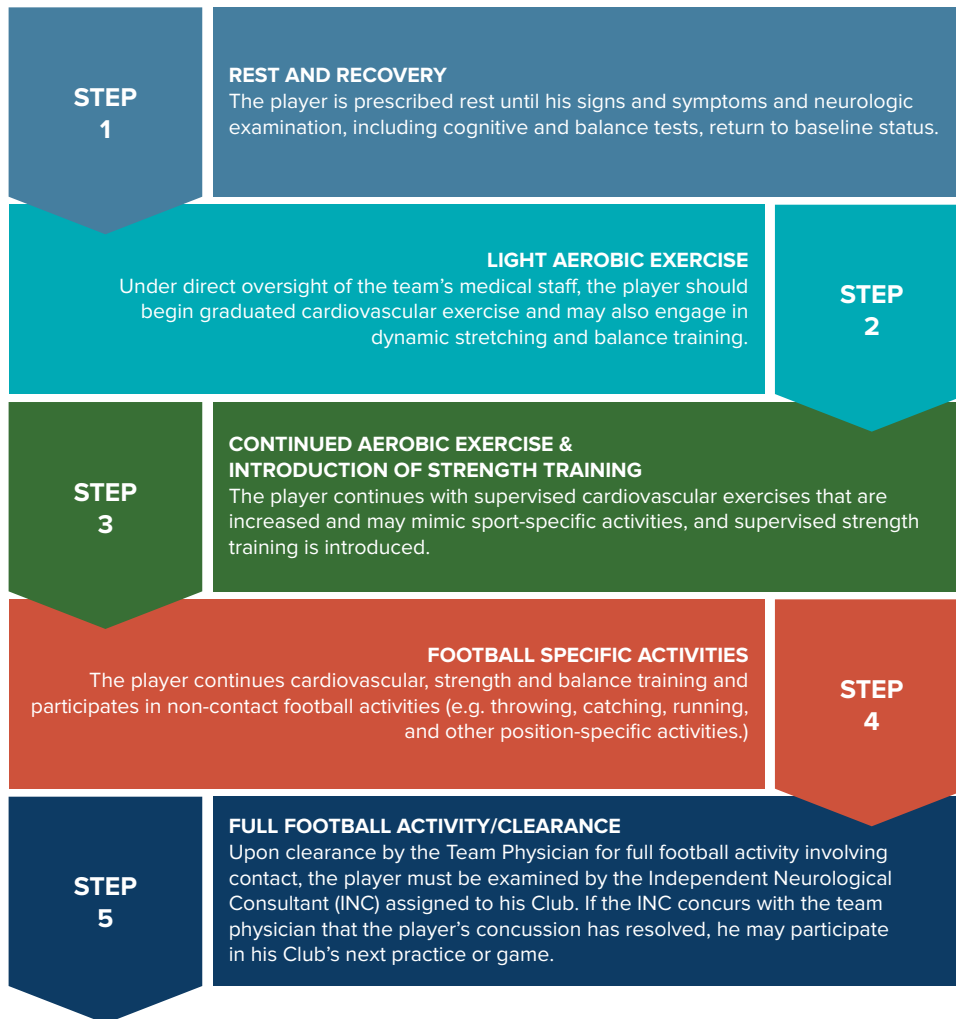 STEP
1
REST AND RECOVERY
The player is prescribed rest until his signs and symptoms and neurologic
examination, including cognitive and balance tests, return to baseline status.
LIGHT AEROBIC EXERCISE
Under direct oversight of the team’s medical staff, the player should
begin graduated cardiovascular exercise and may also engage in
dynamic stretching and balance training.
STEP
2
STEP
3
CONTINUED AEROBIC EXERCISE &
INTRODUCTION OF STRENGTH TRAINING
The player continues with supervised cardiovascular exercises that are
increased and may mimic sport-specific activities, and supervised strength
training is introduced.
FOOTBALL SPECIFIC ACTIVITIES
The player continues cardiovascular, strength and balance training and
participates in non-contact football activities (e.g. throwing, catching, running,
and other position-specific activities.)
STEP
4
STEP
5
FULL FOOTBALL ACTIVITY/CLEARANCE
Upon clearance by the Team Physician for full football activity involving
contact, the player must be examined by the Independent Neurological
Consultant (INC) assigned to his Club. If the INC concurs with the team
physician that the player’s concussion has resolved, he may participate
in his Club’s next practice or game.